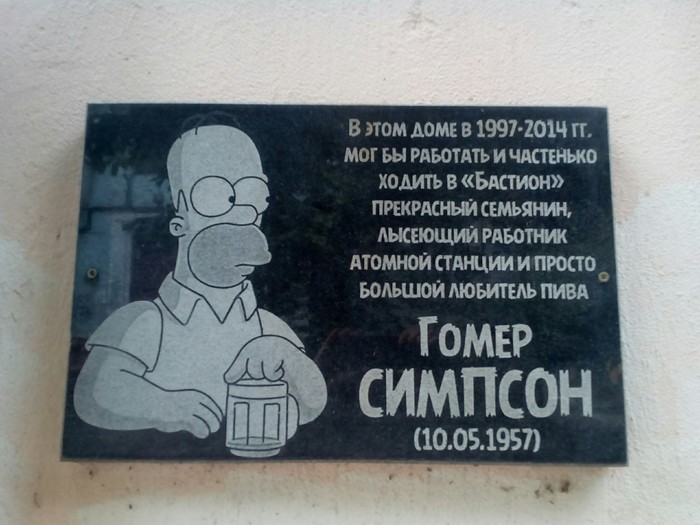 В этом доме в 1997-2014 гг.
мог бы работать и частенько
ходить в «Бастион»
прекрасный семьянин,
лысеющий работник
атомной станции и просто
большой любитель пива
Гомер
СИМПСОН
(10.05.1957)